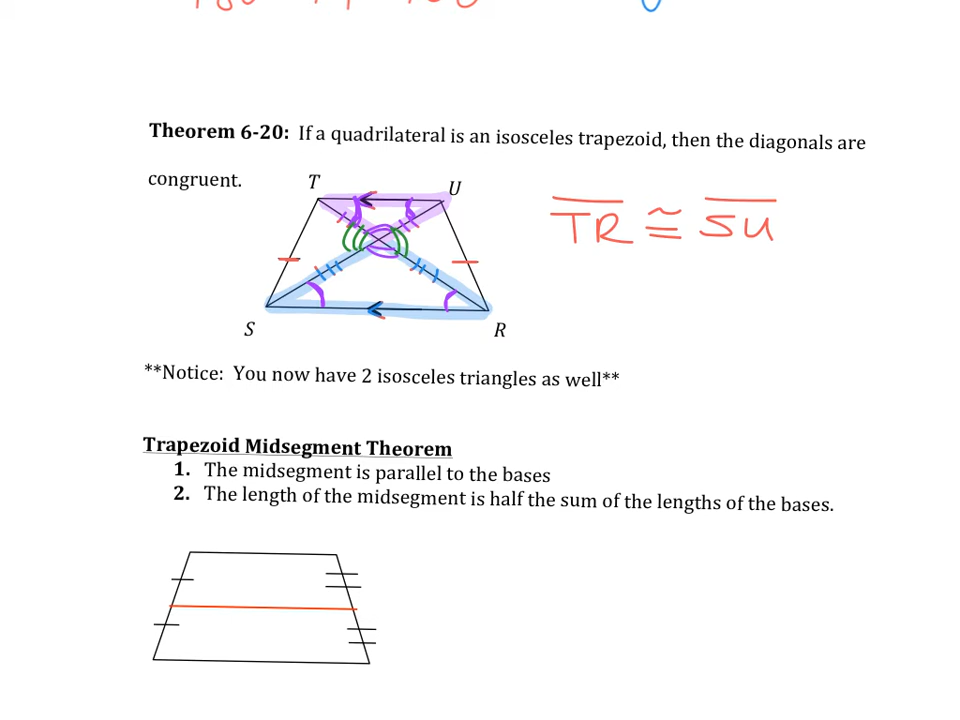 Theorem 6-20: If a quadrilateral is an isosceles trapezoid, then the diagonals are
congruent.
T
U
TR ≅ SU
S
R
**Notice: You now have 2 isosceles triangles as well**
Trapezoid Midsegment Theorem
1. The midsegment is parallel to the bases
2. The length of the midsegment is half the sum of the lengths of the bases.